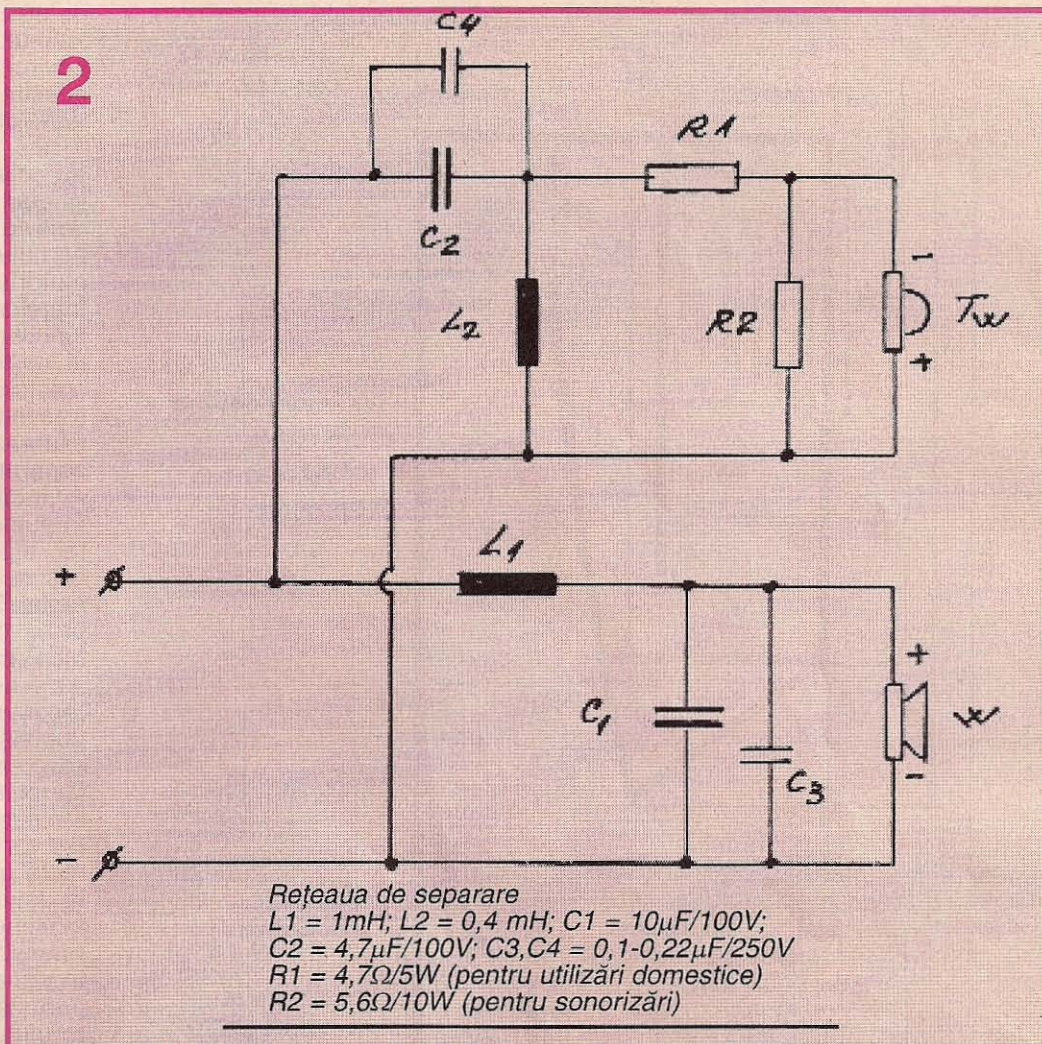 2
C4
C2
R1
L2
R2
-
Tw
+
+
L1
+
C1
C3
W
-
-
Rețeaua de separare
L1 = 1mH; L2 = 0,4 mH; C1 = 10µF/100V;
C2 = 4,7µF/100V; C3,C4 = 0,1-0,22µF/250V
R1 = 4,7Ω/5W (pentru utilizări domestice)
R2 = 5,6Ω/10W (pentru sonorizări)